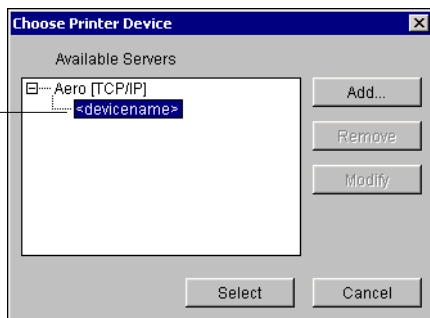 Choose Printer Device
Available Servers
Aero [TCP/IP]
<devicename>
Add...
Remove
Modify
Select
Cancel